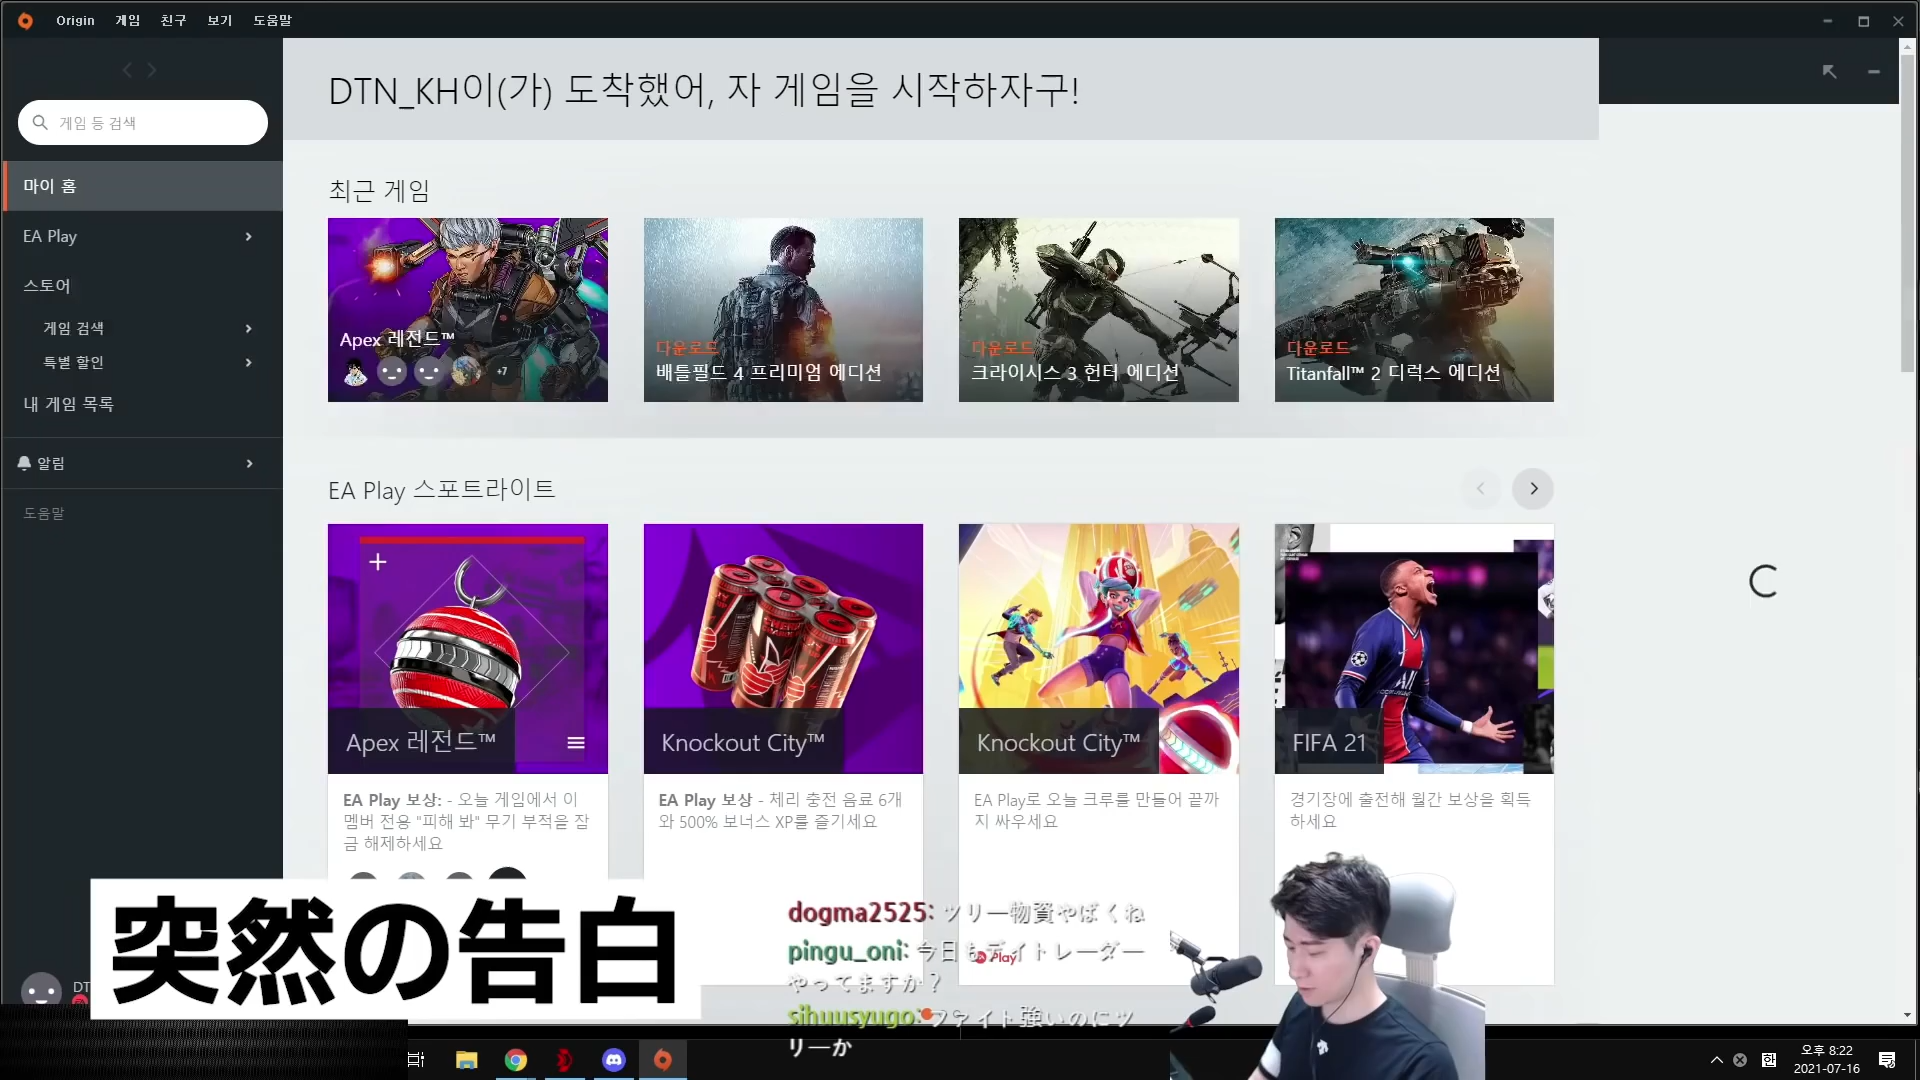 Origin 게임 친구 보기 도움말
게임 등 검색
마이 홈
EA Play
스토어
게임 검색
특별 할인
내 게임 목록
알림
도움말
DTN_KH이(가) 도착했어, 자 게임을 시작하자구!
최근 게임
Apex 레전드™
+7
다운로드
배틀필드 4 프리미엄 에디션
다운로드
크라이시스 3 헌터 에디션
다운로드
Titanfall™ 2 디럭스 에디션
EA Play 스포트라이트
Apex 레전드™
EA Play 보상: - 오늘 게임에서 이
멤버 전용 "피해 봐" 무기 부적을 잠
금 해제하세요
Knockout City™
EA Play 보상 - 체리 충전 음료 6개
와 500% 보너스 XP를 즐기세요
Knockout City™
EA Play로 오늘 크루를 만들어 끝까
지 싸우세요
Play
FIFA 21
경기장에 출전해 월간 보상을 획득
하세요
突然の告白
DT
dogma2525: ツリー物資やばくね
pingu_oni: 今日もデイトレーダー
やってますか？
sihuusyugo: ファイト強いのにツ
リーか
한
오후 8:22
2021-07-16